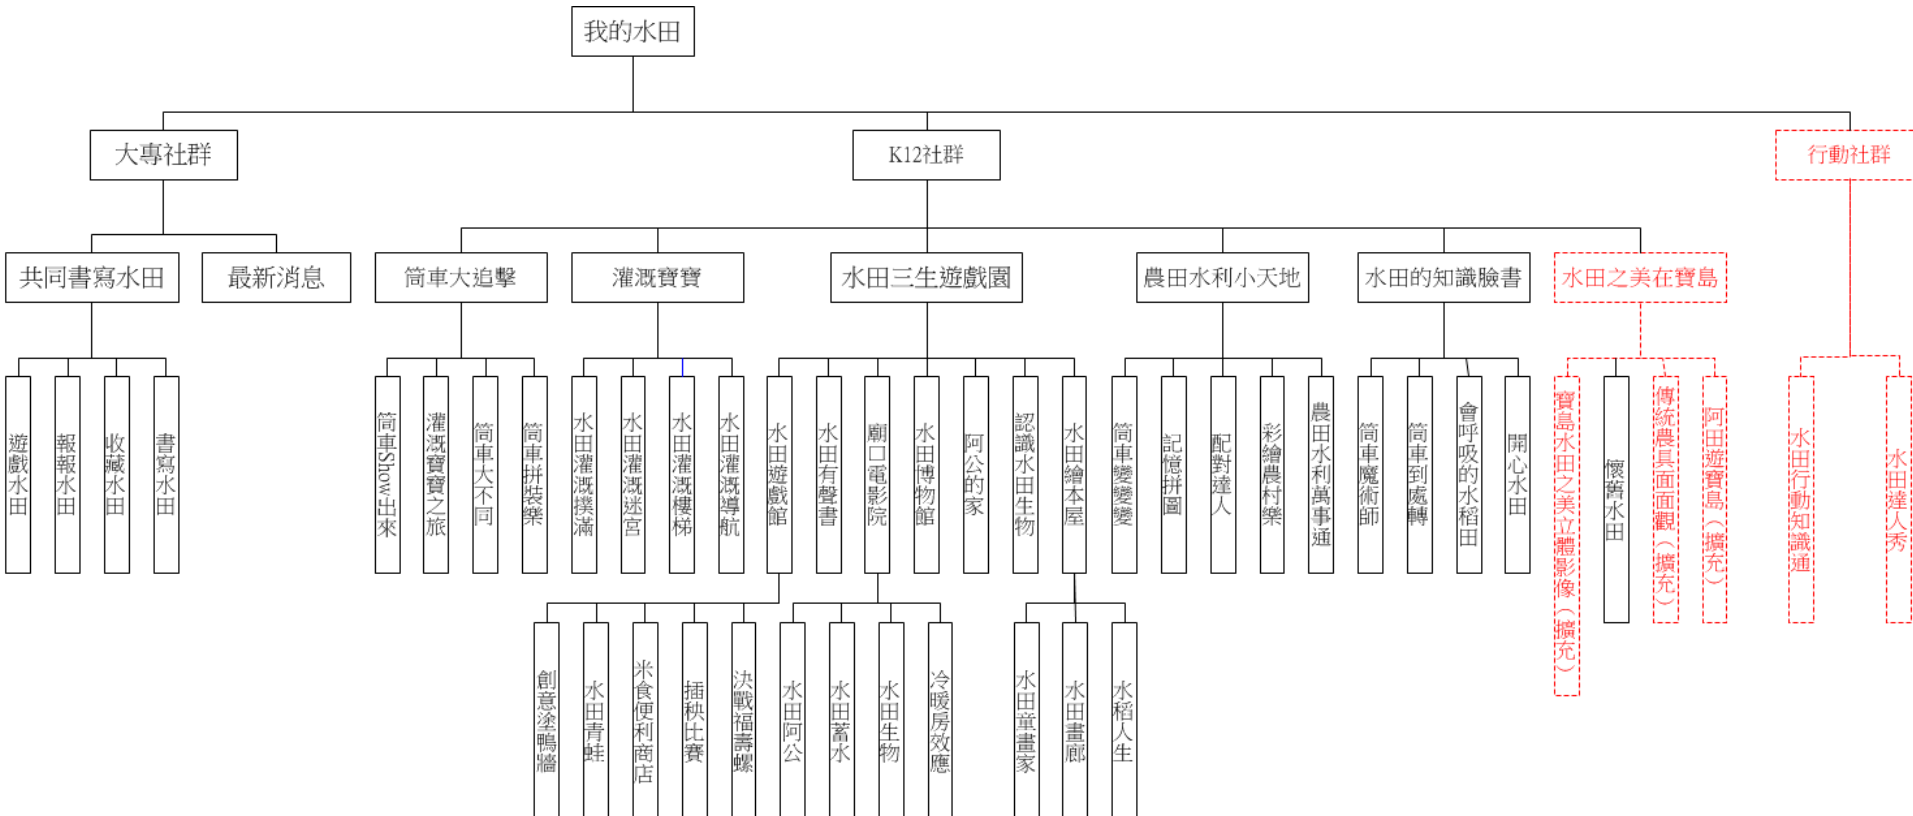 我的水田
大專社群
K12社群
行動社群
共同書寫水田
最新消息
筒車大追擊
灌溉寶寶
水田三生遊戲園
農田水利小天地
水田的知識臉書
水田之美在寶島
遊戲水田
報報水田
收藏水田
書寫水田
筒車Show出來
灌溉寶寶之旅
筒車大不同
筒車拼裝樂
水田灌溉撲滿
水田灌溉迷宮
水田灌溉樓梯
水田灌溉導航
水田遊戲館
水田有聲書
廟口電影院
水田博物館
阿公的家
認識水田生物
水田繪本屋
筒車變變變
記憶拼圖
配對達人
彩繪農村樂
農田水利萬事通
筒車魔術師
筒車到處轉
會呼吸的水稻田
開心水田
寶島水田之美立體影像（擴充）
懷舊水田
傳統農具面面觀（擴充）
阿田遊寶島（擴充）
水田行動知識通
水田達人秀
創意塗鴨牆
水田青蛙
米食便利商店
插秧比賽
決戰福壽螺
水田阿公
水田蓄水
水田生物
冷暖房效應
水田童畫家
水田畫廊
水稻人生